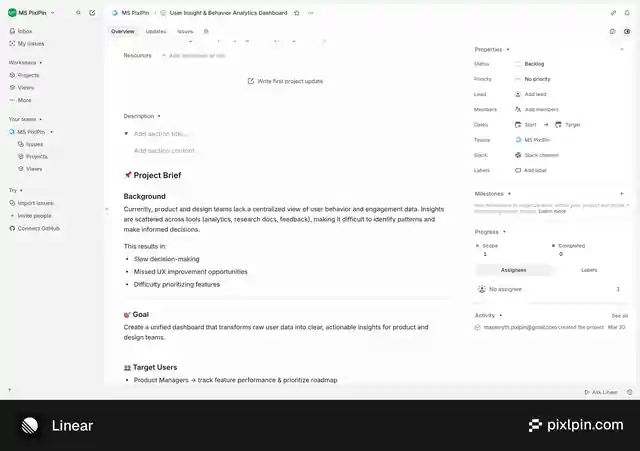 MS PixlPin
MS PixlPin › User Insight & Behavior Analytics Dashboard
Inbox
My issues
Workspace
Projects
Views
More
Your teams
MS PixlPin
Issues
Projects
Views
Try
Import issues
Invite people
Connect GitHub
Overview Updates Issues
Resources + Add document or link
Write first project update
Description
Add section title...
Add section content...
📌 Project Brief
Background
Currently, product and design teams lack a centralized view of user behavior and engagement data. Insights
are scattered across tools (analytics, research docs, feedback), making it difficult to identify patterns and
make informed decisions.
This results in:
• Slow decision-making
• Missed UX improvement opportunities
• Difficulty prioritizing features
🎯 Goal
Create a unified dashboard that transforms raw user data into clear, actionable insights for product and
design teams.
👥 Target Users
• Product Managers → track feature performance & prioritize roadmap
Properties
Status Backlog
Priority No priority
Lead Add lead
Members Add members
Dates Start → Target
Teams MS PixlPin
Slack Slack channel
Labels Add label
Milestones
Learn more
Progress
Scope Completed
1 0
Assignees Labels
No assignee 1
Activity See all
created the project Mar 30
Ask Linear
Linear
pixlpin.com